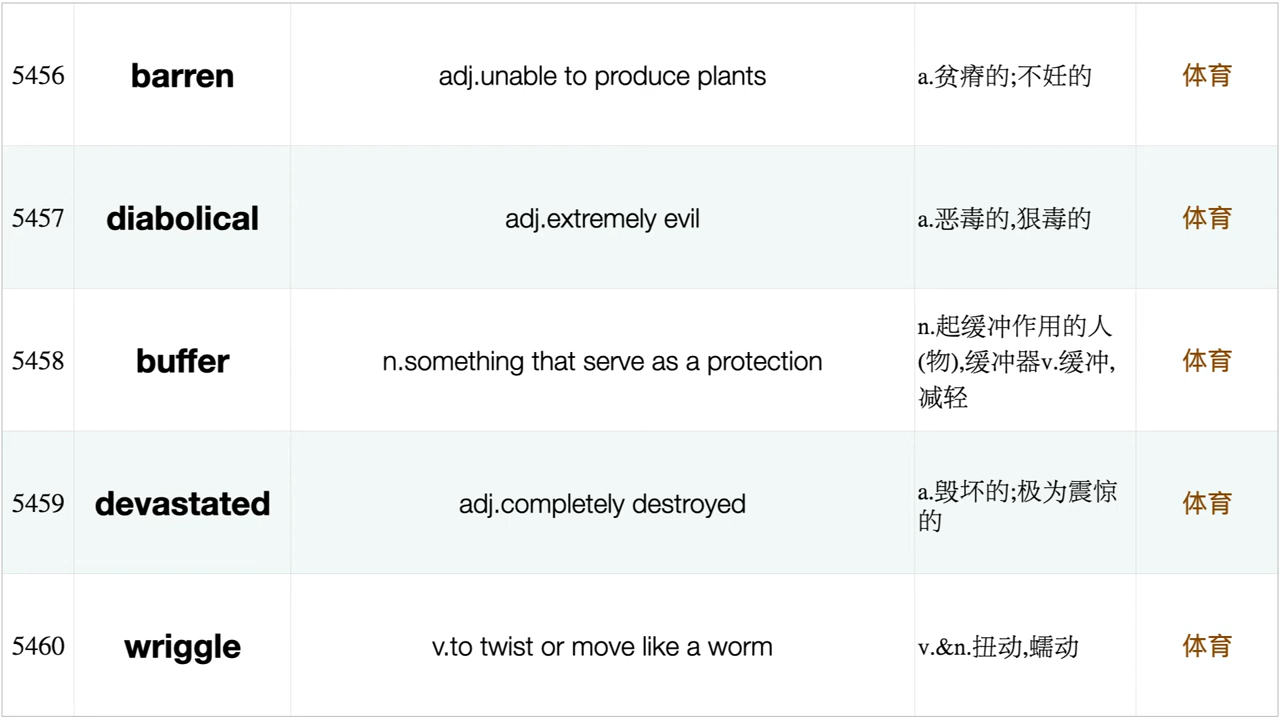 5456 barren adj.unable to produce plants a.贫瘠的;不妊的 体育
5457 diabolical adj.extremely evil a.恶毒的,狠毒的 体育
5458 buffer n.something that serve as a protection n.起缓冲作用的人
(物),缓冲器v.缓冲,
减轻 体育
5459 devastated adj.completely destroyed a.毁坏的;极为震惊
的 体育
5460 wriggle v.to twist or move like a worm v.&n.扭动,蠕动 体育